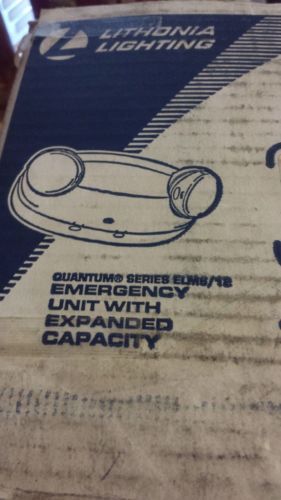 LITHONIA
LIGHTING
QUANTUM® SERIES ELM6/12
EMERGENCY
UNIT WITH
EXPANDED
CAPACITY